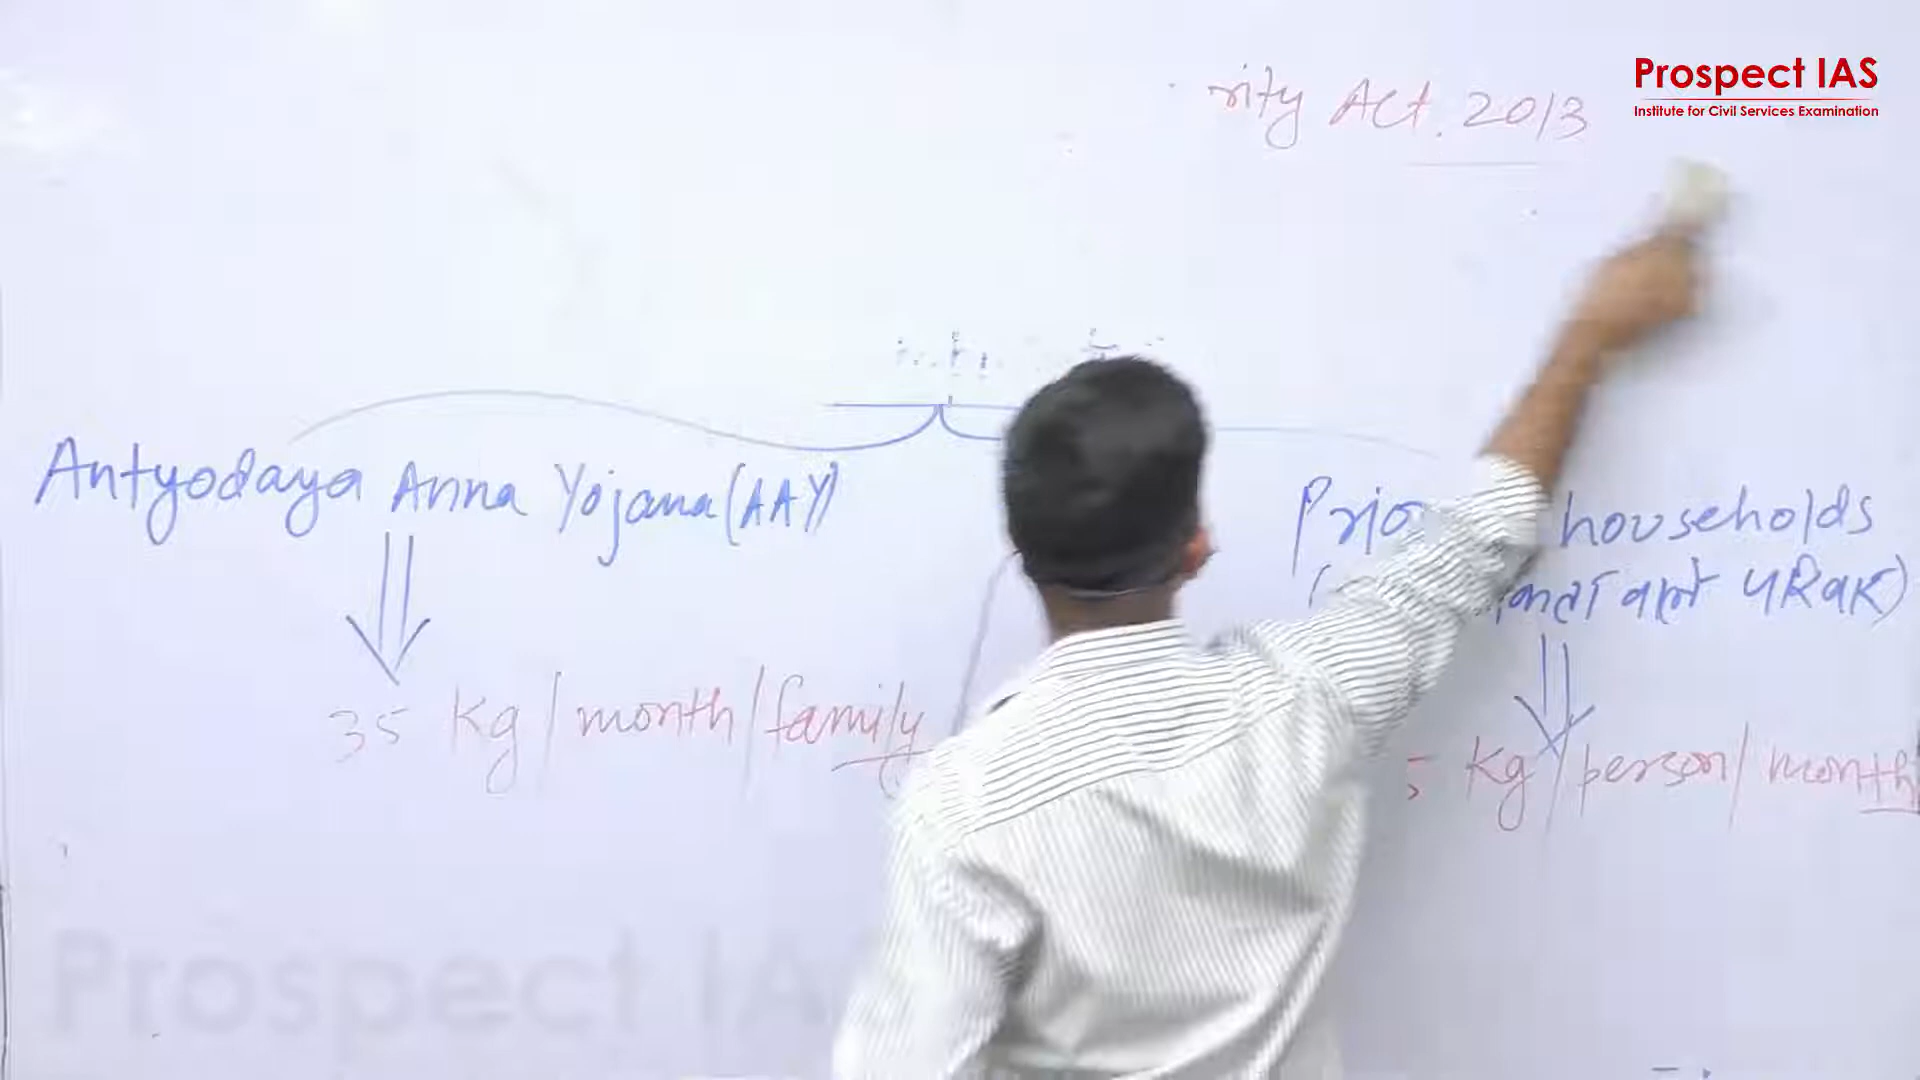 Prospect IAS
Institute for Civil Services Examination
rity Act. 2013
Antyodaya Anna Yojana (AAY)
households
35 Kg / month / family
5 Kg / person / month
Prospect IA